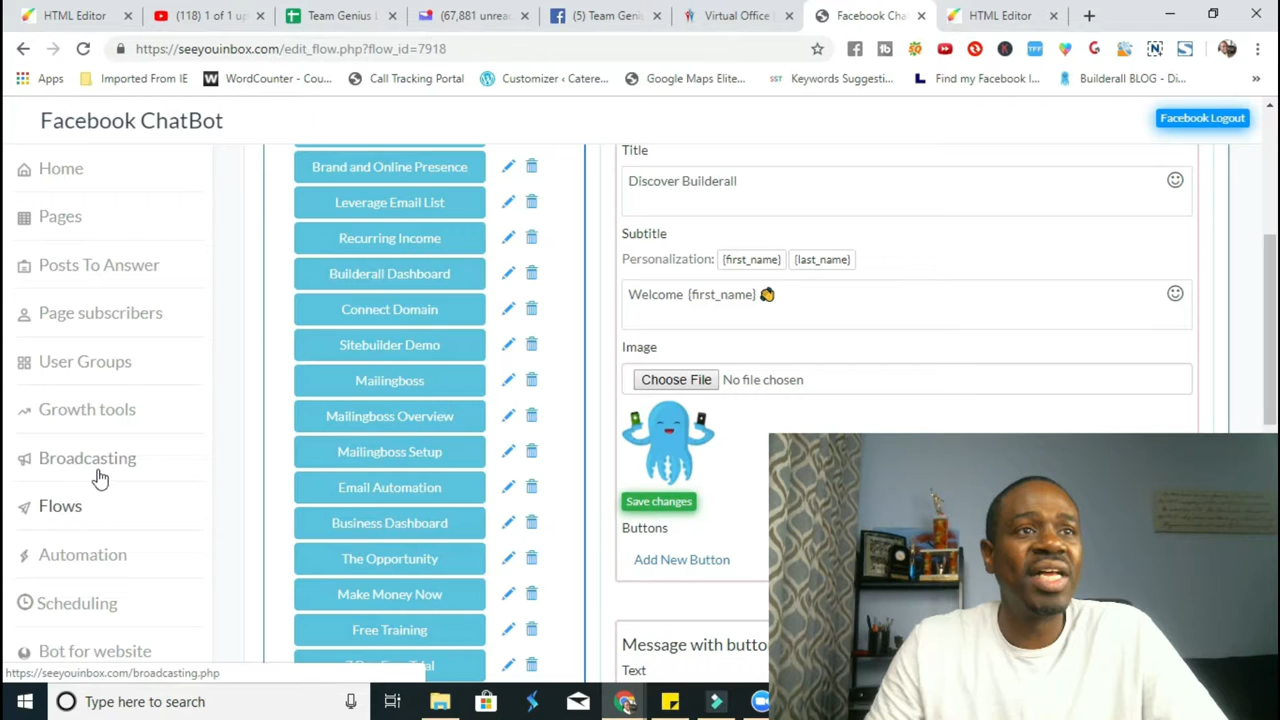 HTML Editor
(118) 1 of 1 u
Team Genius L
(67,881 unrea
(5) Team Geni
Virtual Office
Facebook Cha
HTML Editor
https://seeyouinbox.com/edit_flow.php?flow_id=7918
Apps
Imported From IE
WordCounter - Cou...
Call Tracking Portal
Customizer ‹ Catere...
Google Maps Elite...
SST
Keywords Suggesti...
Find my Facebook I...
Builderall BLOG - Di...
Facebook ChatBot
Facebook Logout
Home
Pages
Posts To Answer
Page subscribers
User Groups
Growth tools
Broadcasting
Flows
Automation
Scheduling
Bot for website
https://seeyouinbox.com/broadcasting.php
Brand and Online Presence
Leverage Email List
Recurring Income
Builderall Dashboard
Connect Domain
Sitebuilder Demo
Mailingboss
Mailingboss Overview
Mailingboss Setup
Email Automation
Business Dashboard
The Opportunity
Make Money Now
Free Training
Title
Discover Builderall
Subtitle
Personalization: {first_name} {last_name}
Welcome {first_name} 👏
Image
Choose File No file chosen
Save changes
Buttons
Add New Button
Message with butto
Text
Type here to search